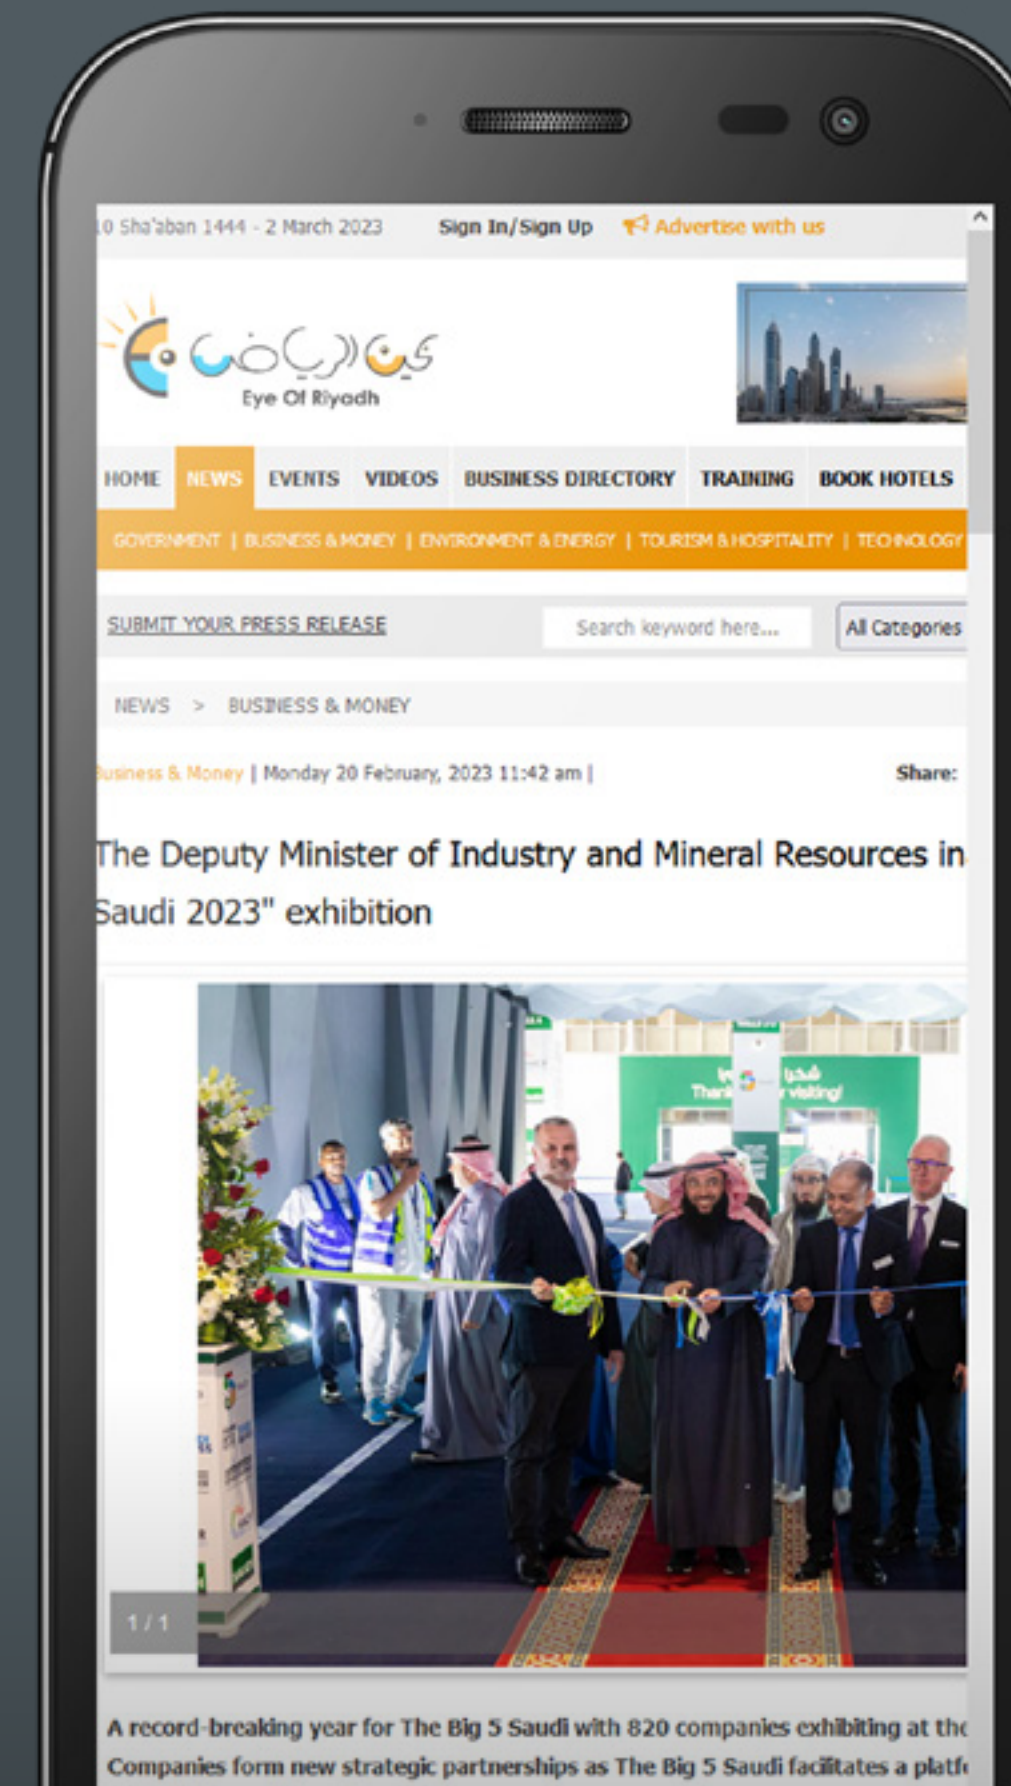 10 Sha'aban 1444 - 2 March 2023 Sign In/Sign Up Advertise with us
عين الرياض
Eye Of Riyadh
HOME NEWS EVENTS VIDEOS BUSINESS DIRECTORY TRAINING BOOK HOTELS
GOVERNMENT | BUSINESS & MONEY | ENVIRONMENT & ENERGY | TOURISM & HOSPITALITY | TECHNOLOGY
SUBMIT YOUR PRESS RELEASE Search keyword here... All Categories
NEWS > BUSINESS & MONEY
Business & Money | Monday 20 February, 2023 11:42 am | Share:
The Deputy Minister of Industry and Mineral Resources in
Saudi 2023" exhibition
visiting!
5
5
1 / 1
A record-breaking year for The Big 5 Saudi with 820 companies exhibiting at the
Companies form new strategic partnerships as The Big 5 Saudi facilitates a